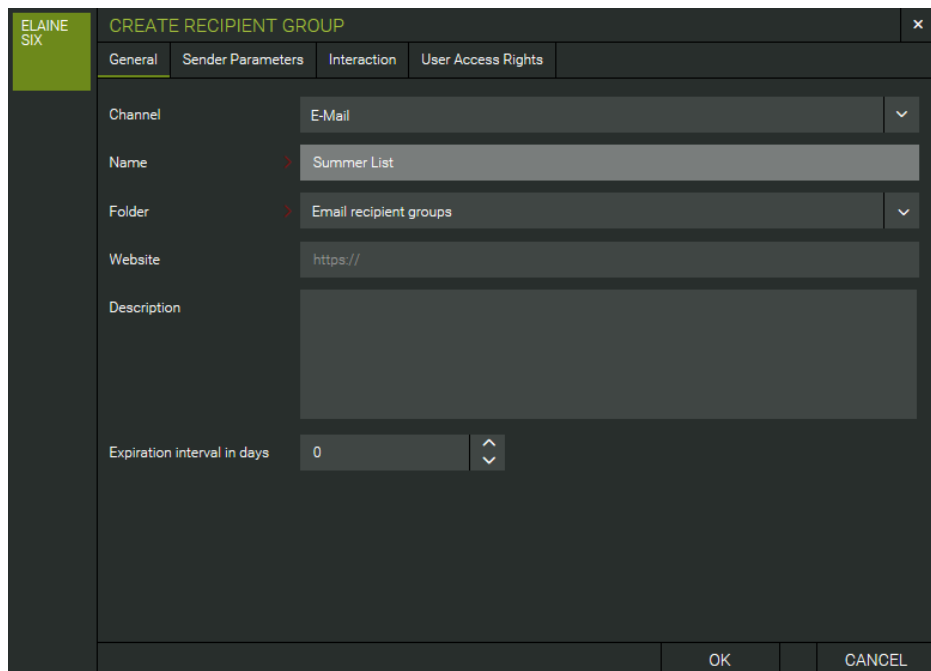 ELAINE
SIX
CREATE RECIPIENT GROUP
General Sender Parameters Interaction User Access Rights
Channel E-Mail
Name Summer List
Folder Email recipient groups
Website https://
Description
Expiration interval in days 0
OK CANCEL